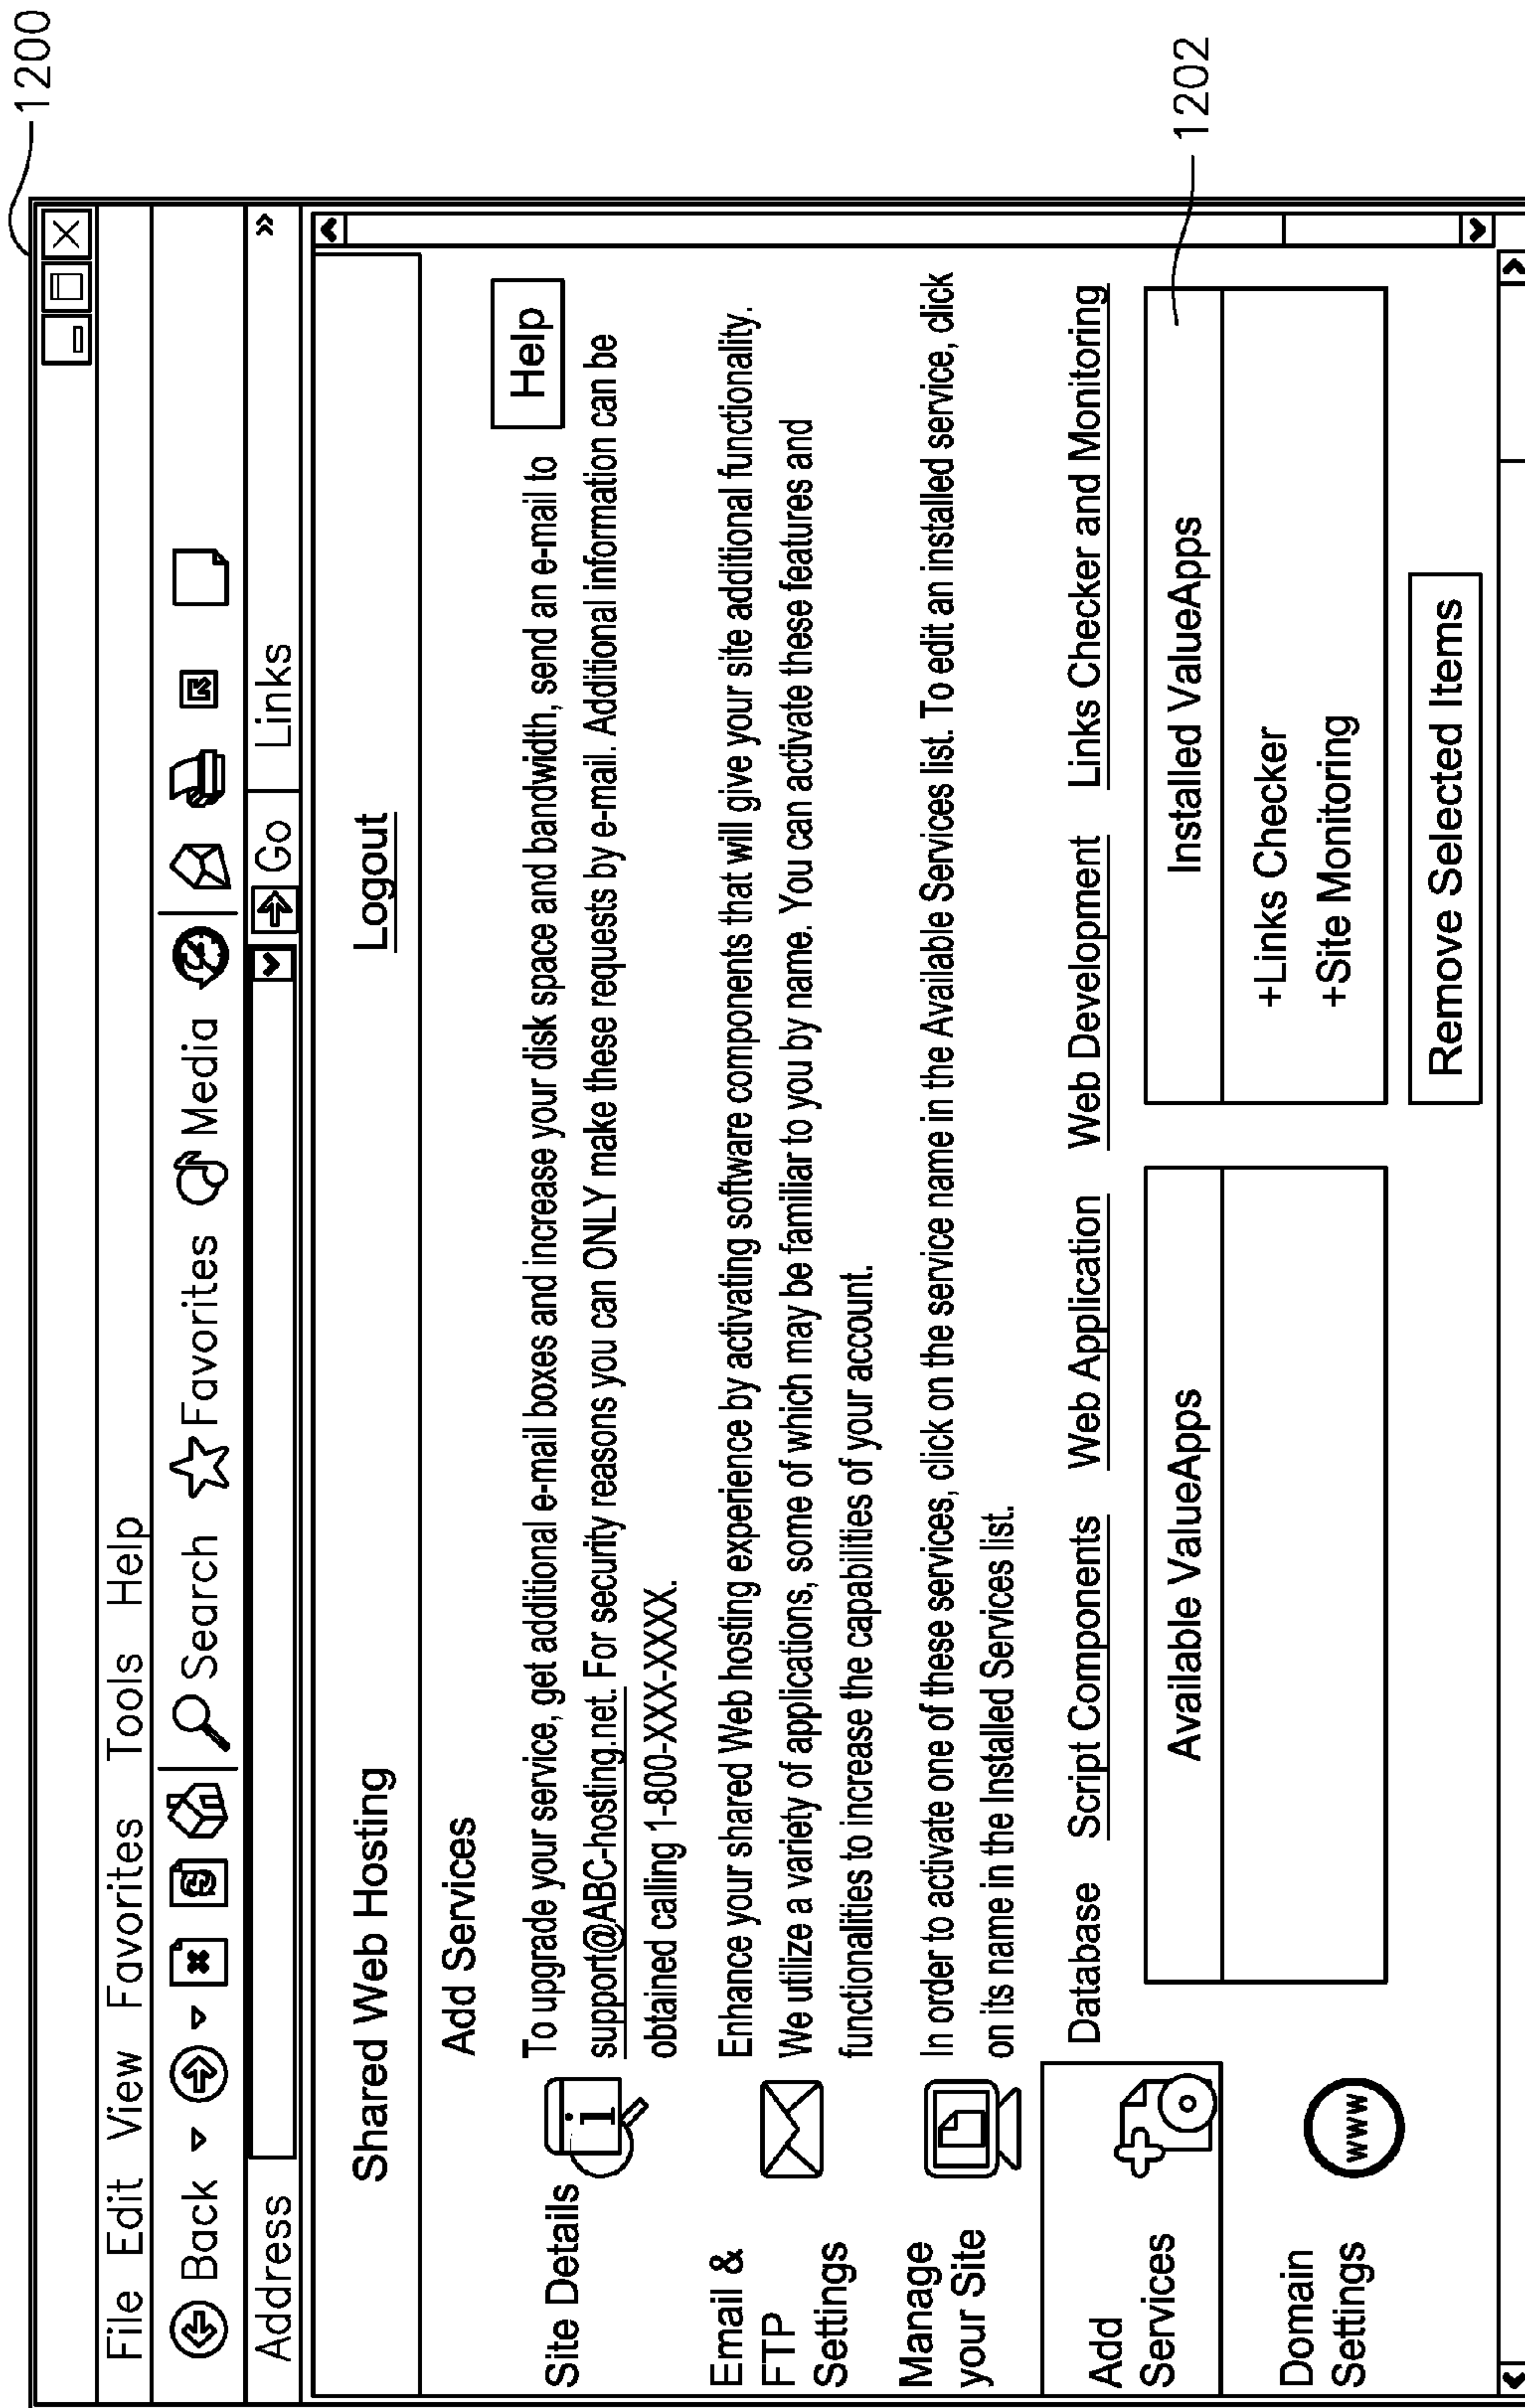 1200
File Edit View Favorites Tools Help
Back Search Favorites Media
Address Go Links »
Shared Web Hosting Logout
Add Services
Help
To upgrade your service, get additional e-mail boxes and increase your disk space and bandwidth, send an e-mail to
support@ABC-hosting.net. For security reasons you can ONLY make these requests by e-mail. Additional information can be
obtained calling 1-800-XXX-XXXX.
Enhance your shared Web hosting experience by activating software components that will give your site additional functionality.
We utilize a variety of applications, some of which may be familiar to you by name. You can activate these features and
functionalities to increase the capabilities of your account.
In order to activate one of these services, click on the service name in the Available Services list. To edit an installed service, click
on its name in the Installed Services list.
Site Details
i
Email &
FTP
Settings
Manage
your Site
Add
Services
Domain
Settings
www
Database Script Components Web Application Web Development Links Checker and Monitoring
Available ValueApps
Installed ValueApps
+Links Checker
+Site Monitoring
Remove Selected Items
1202